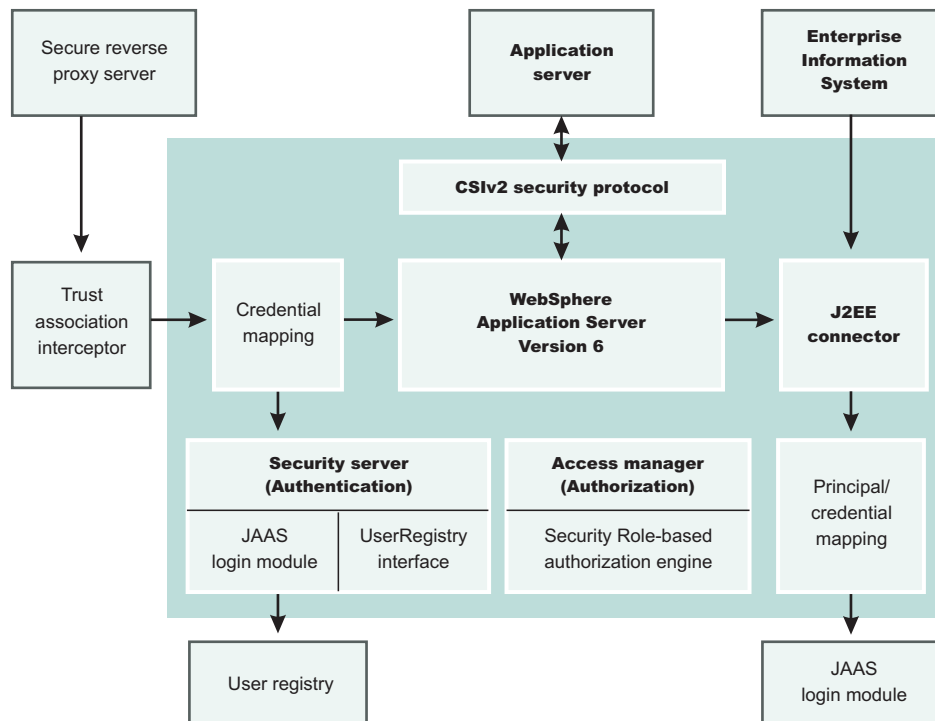 Secure reverse
proxy server
Application
server
Enterprise
Information
System
CSIv2 security protocol
Trust
association
interceptor
Credential
mapping
WebSphere
Application Server
Version 6
J2EE
connector
Security server
(Authentication)
JAAS
login module
UserRegistry
interface
Access manager
(Authorization)
Security Role-based
authorization engine
Principal/
credential
mapping
User registry
JAAS
login module